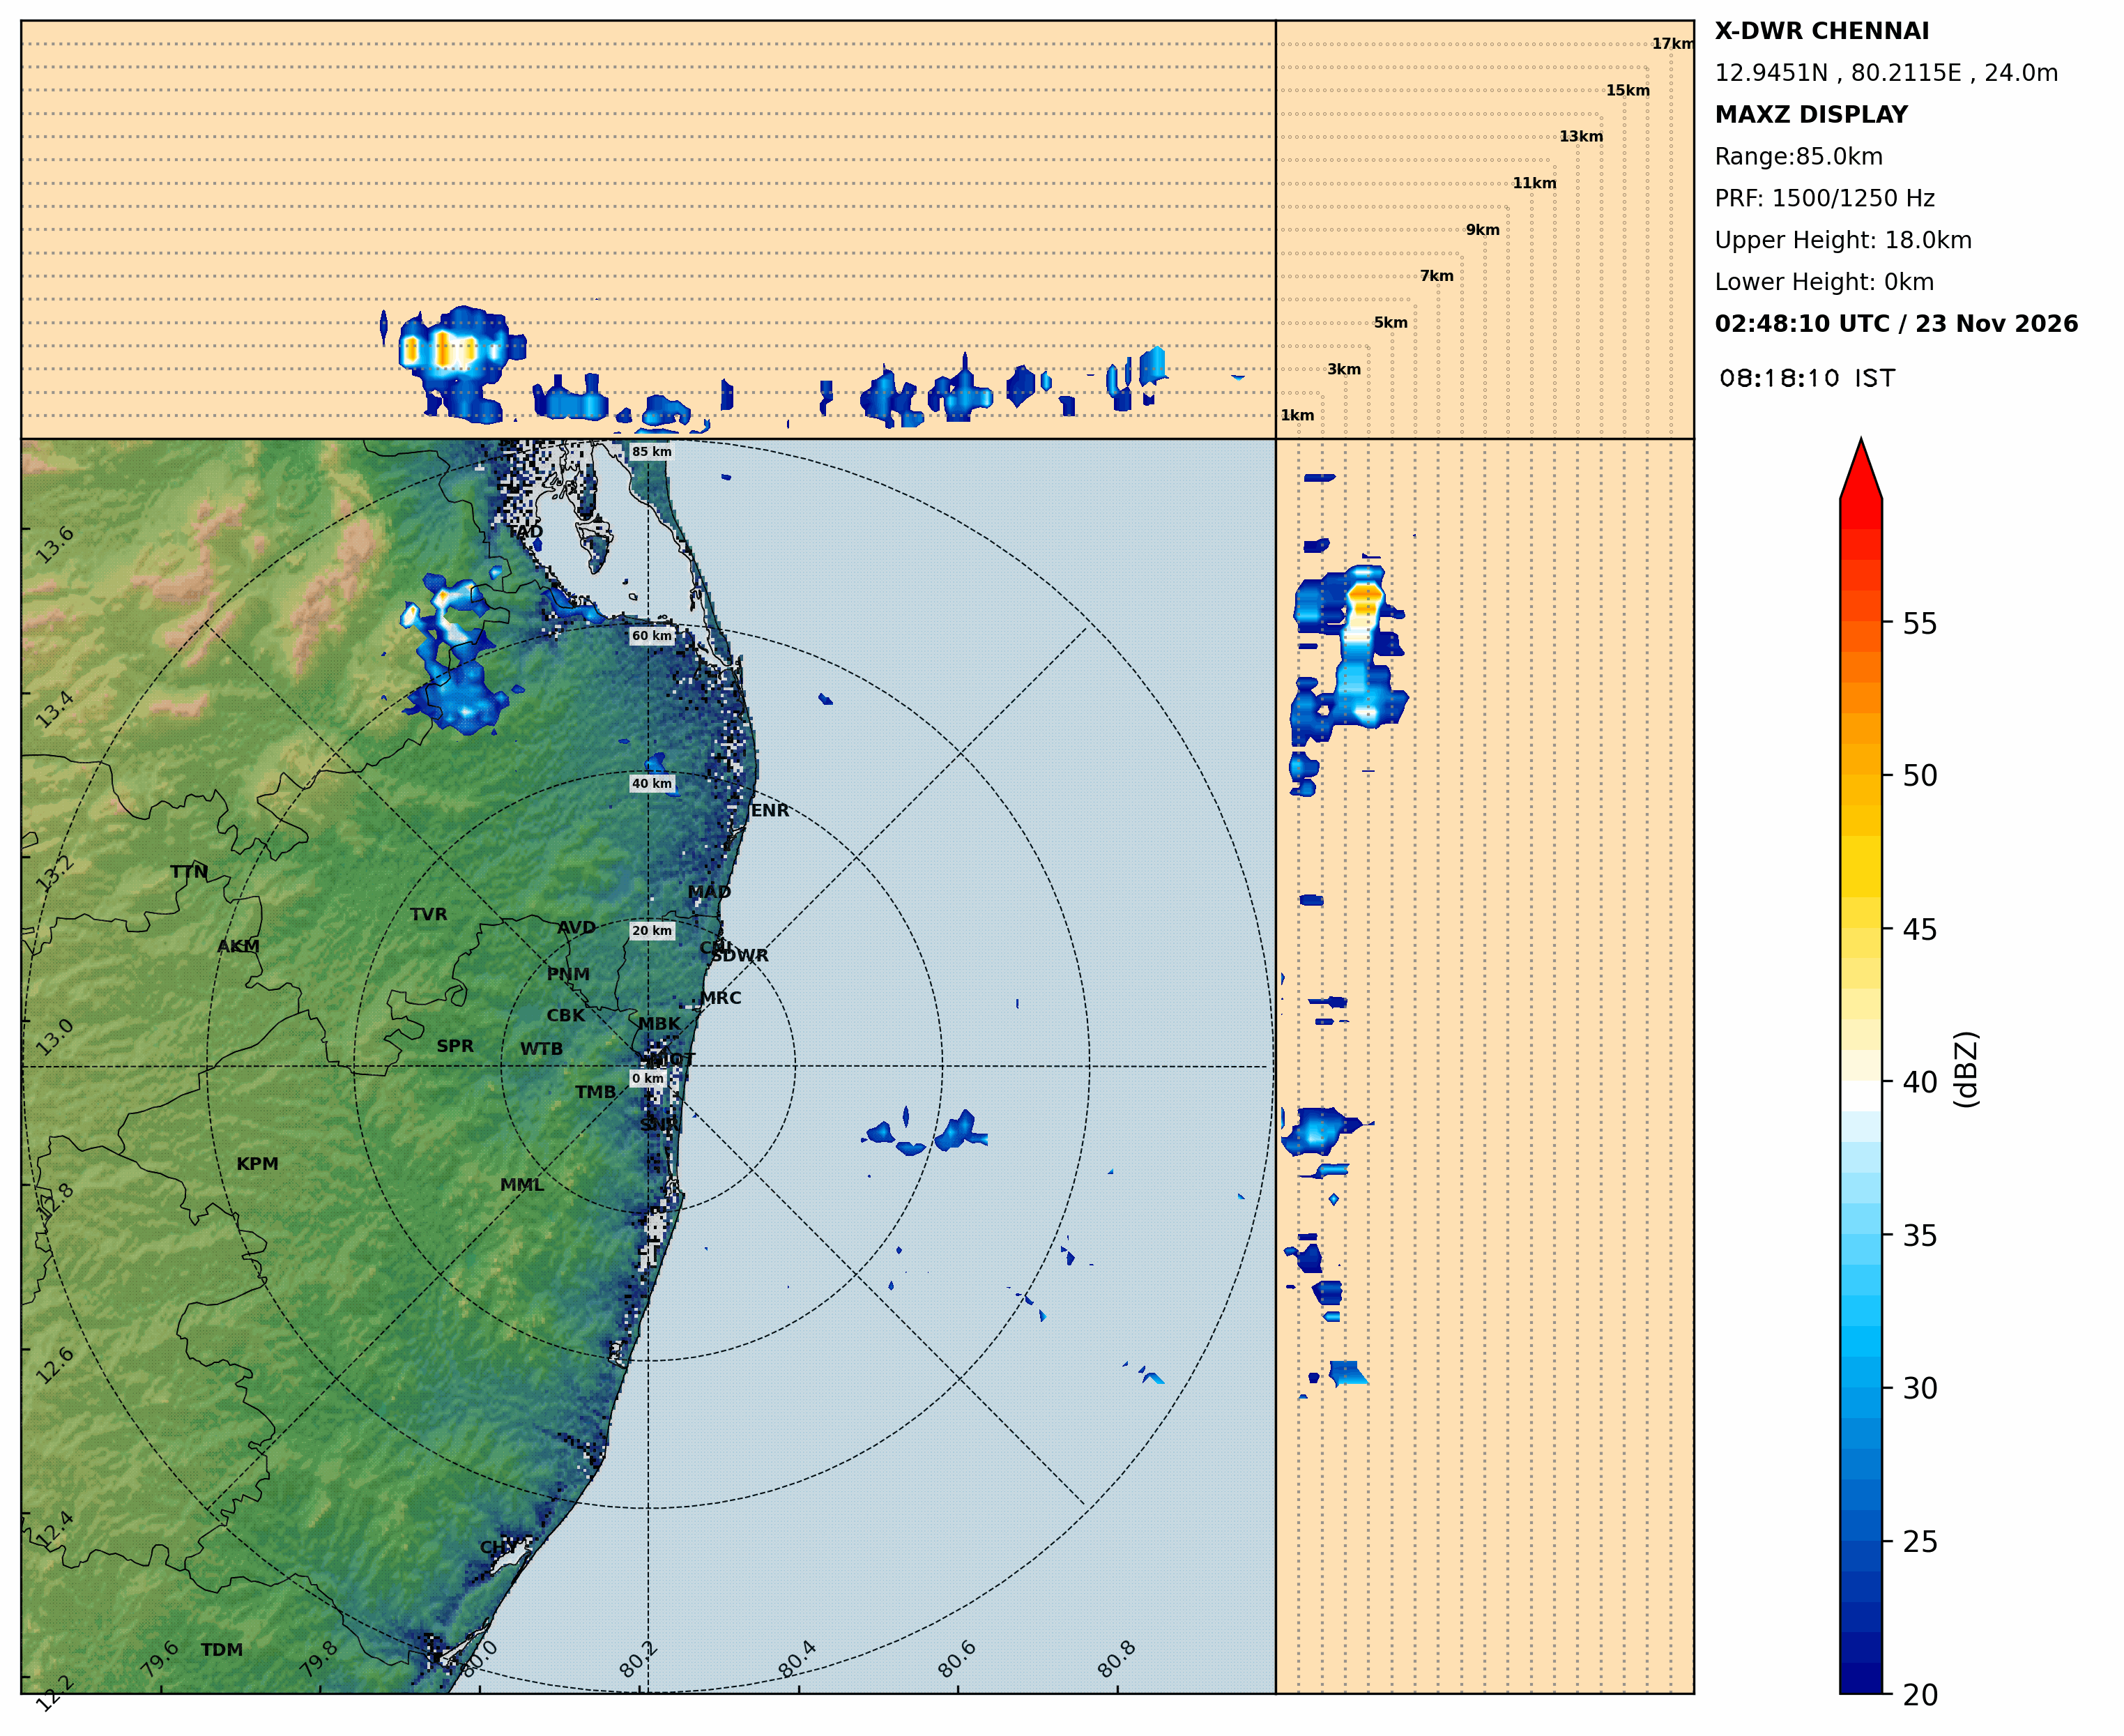 17km
15km
13km
11km
9km
7km
5km
3km
1km
X-DWR CHENNAI
12.9451N , 80.2115E , 24.0m
MAXZ DISPLAY
Range:85.0km
PRF: 1500/1250 Hz
Upper Height: 18.0km
Lower Height: 0km
02:48:10 UTC / 23 Nov 2026
08:18:10 IST
85 km
TAD
13.6
60 km
13.4
40 km
ENR
13.2
TTN
MAD
TVR
AVD
20 km
AKM
SDWR
PNM
MRC
CBK
MBK
13.0
SPR
WTB
0 km
TMB
SNR
KPM
MML
12.8
12.6
12.4
CHY
TDM
12.2
79.6
79.8
80.0
80.2
80.4
80.6
80.8
55
50
45
40
35
30
25
20
(dBZ)